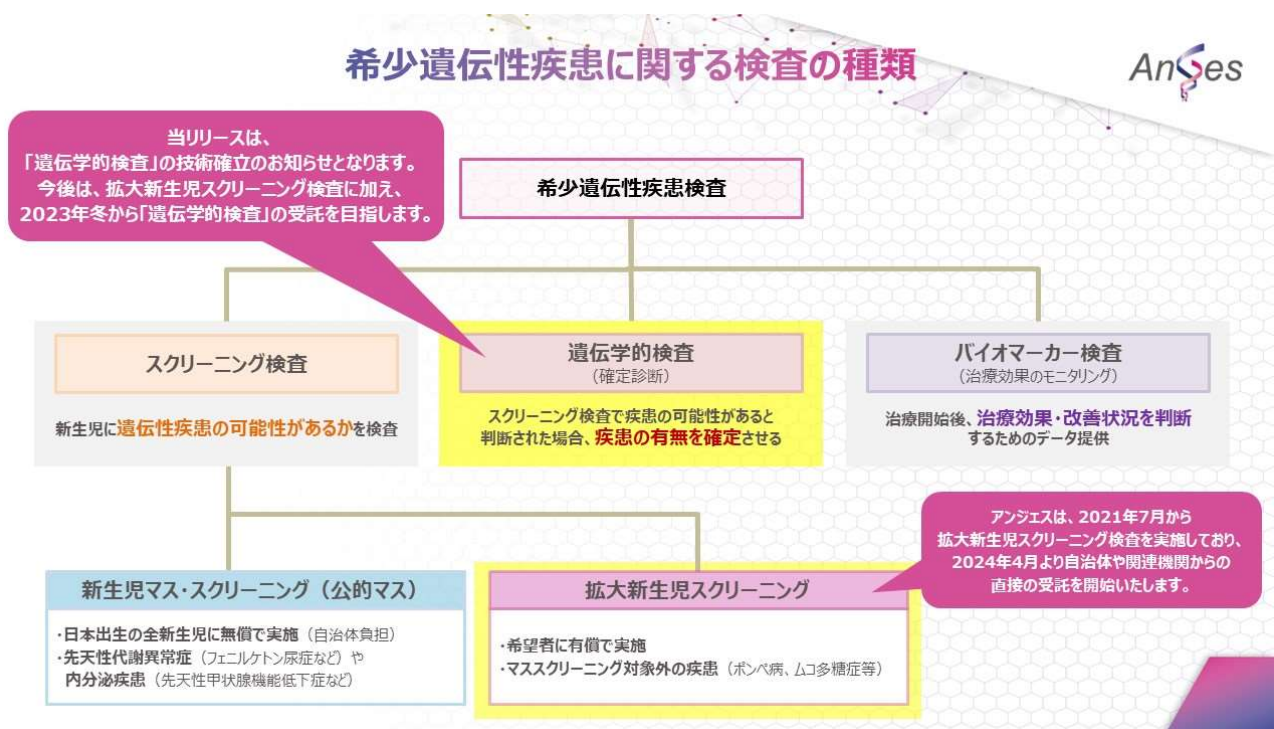 希少遺伝性疾患に関する検査の種類
AnGes
当リリースは、
「遺伝学的検査」の技術確立のお知らせとなります。
今後は、拡大新生児スクリーニング検査に加え、
2023年冬から「遺伝学的検査」の受託を目指します。
希少遺伝性疾患検査
スクリーニング検査
新生児に遺伝性疾患の可能性があるかを検査
遺伝学的検査
（確定診断）
スクリーニング検査で疾患の可能性があると
判断された場合、疾患の有無を確定させる
バイオマーカー検査
（治療効果のモニタリング）
治療開始後、治療効果・改善状況を判断
するためのデータ提供
アンジェスは、2021年7月から
拡大新生児スクリーニング検査を実施しており、
2024年4月より自治体や関連機関からの
直接の受託を開始いたします。
新生児マス・スクリーニング（公的マス）
・日本出生の全新生児に無償で実施（自治体負担）
・先天性代謝異常症（フェニルケトン尿症など）や
内分泌疾患（先天性甲状腺機能低下症など）
拡大新生児スクリーニング
・希望者に有償で実施
・マススクリーニング対象外の疾患（ポンペ病、ムコ多糖症等）